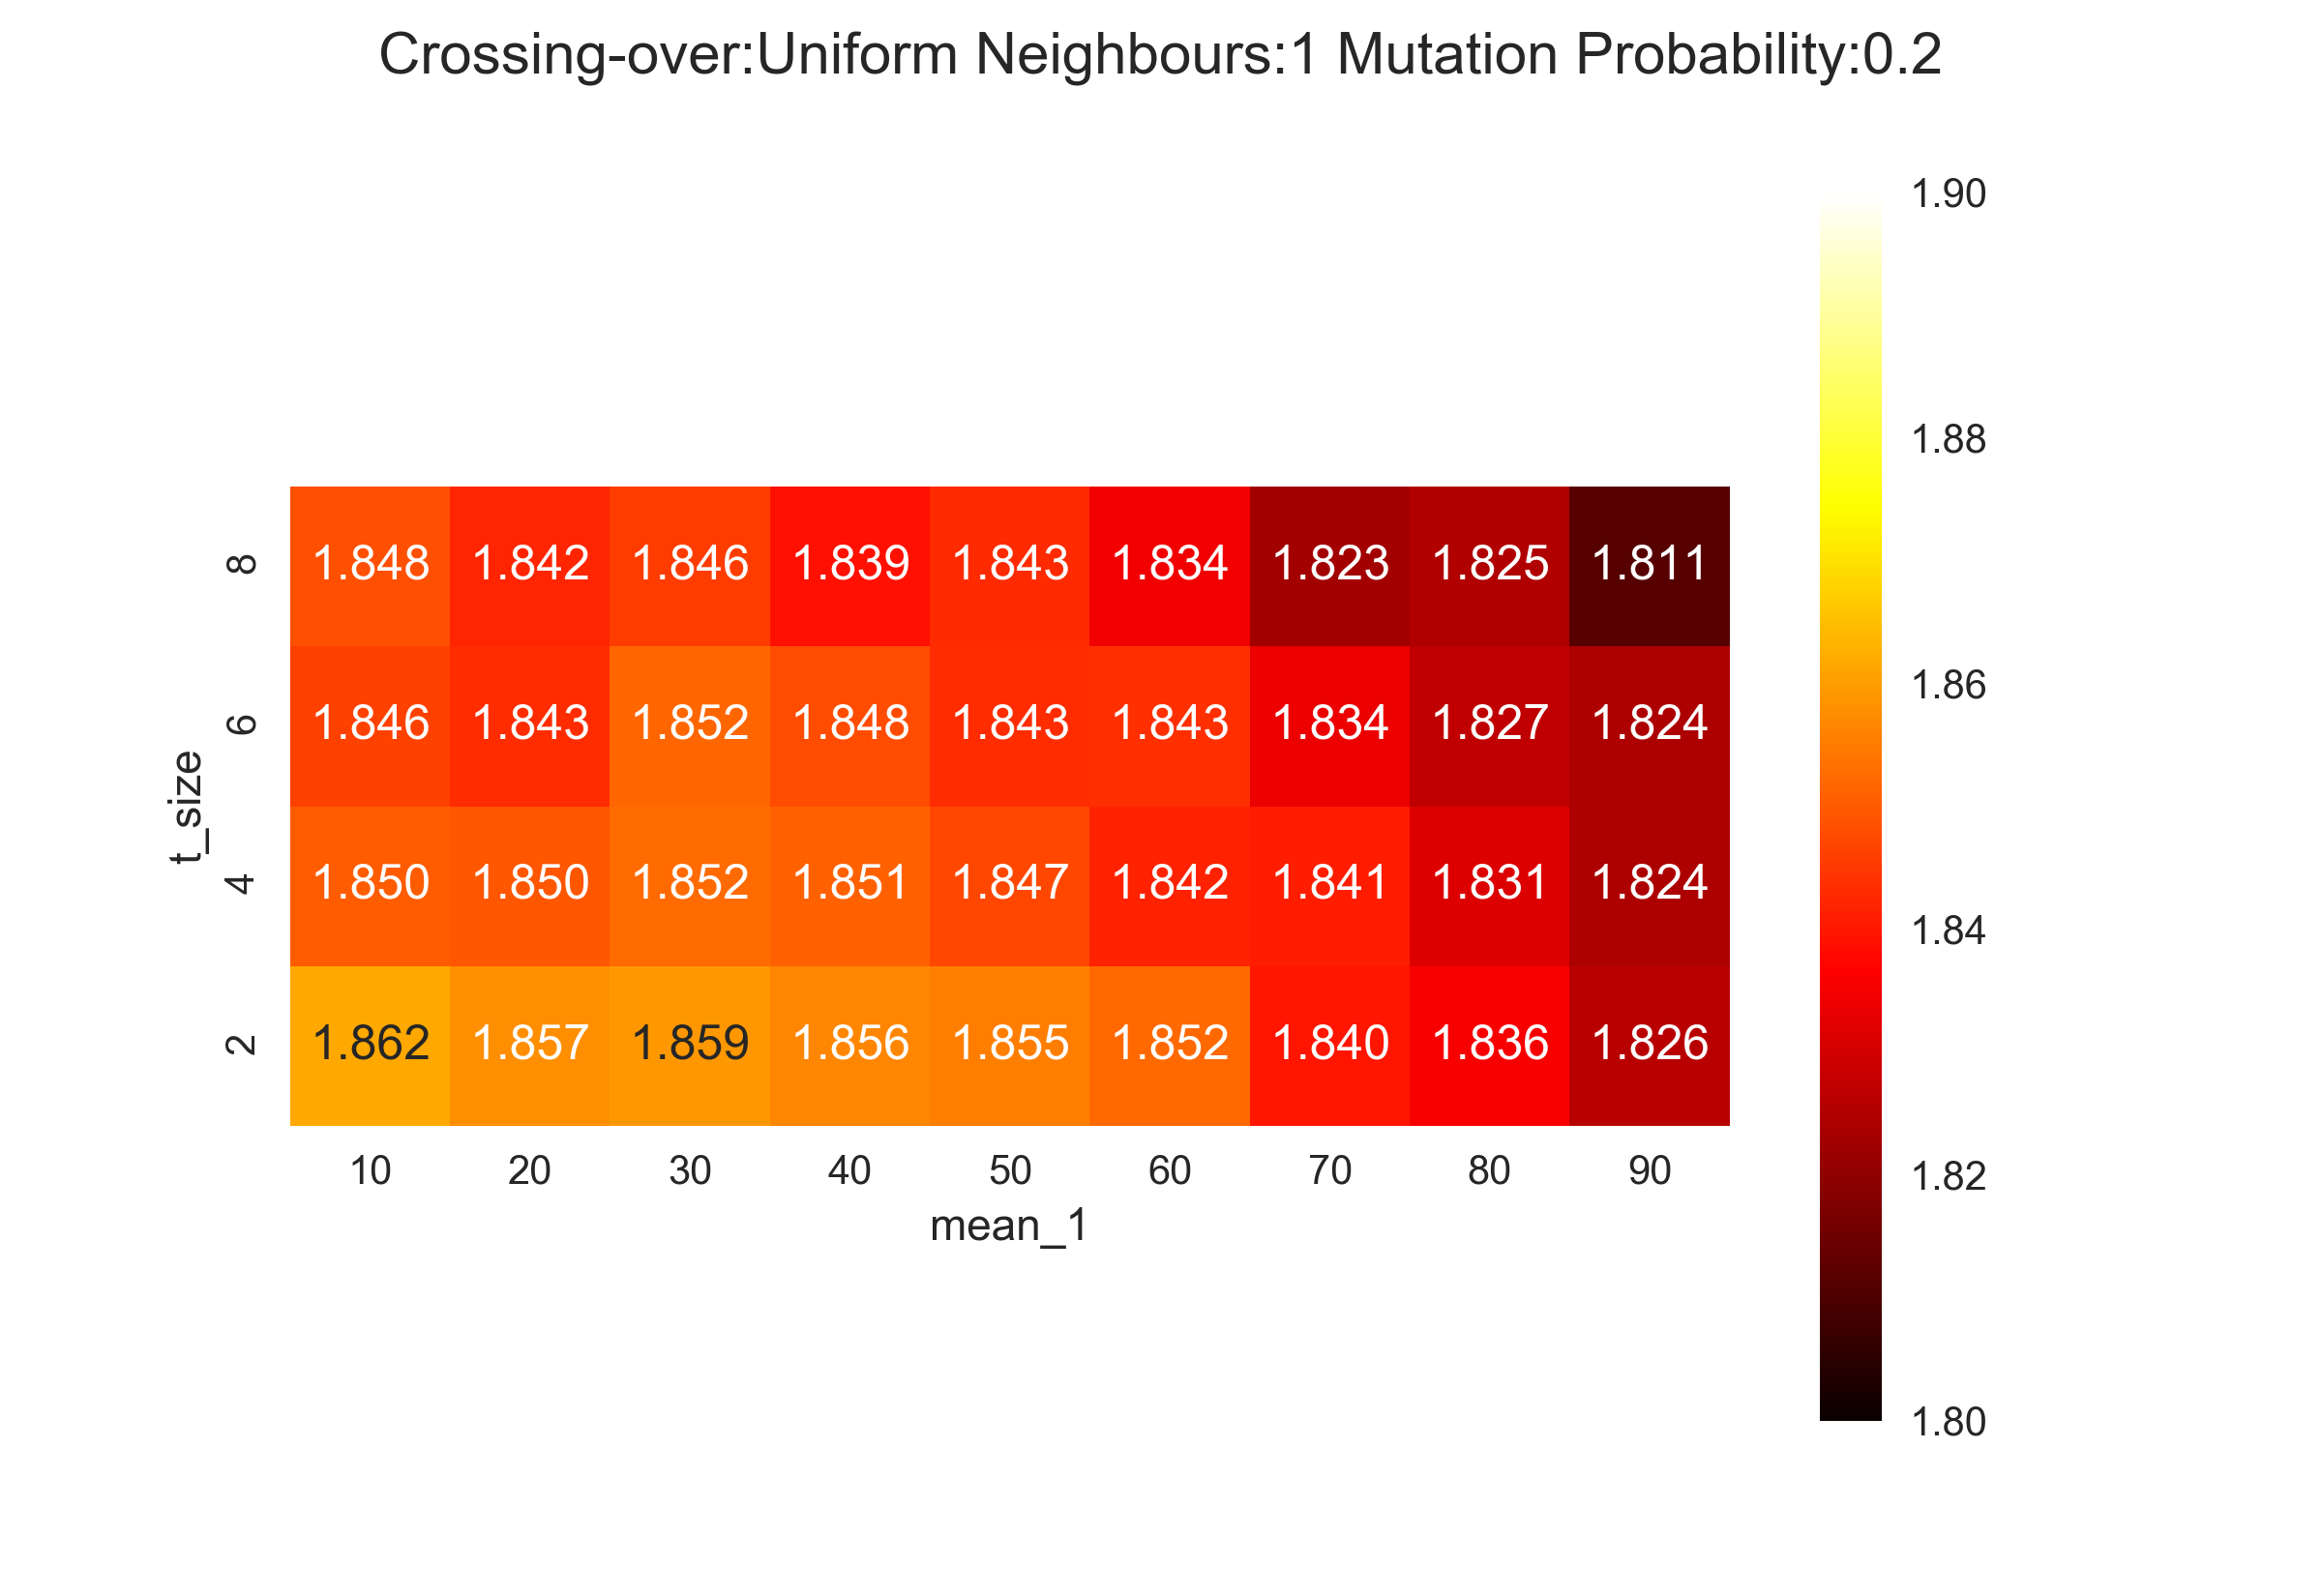 Crossing-over:Uniform Neighbours:1 Mutation Probability:0.2
1.90
1.88
1.86
1.84
1.82
1.80
t_size
8 1.848 1.842 1.846 1.839 1.843 1.834 1.823 1.825 1.811
6 1.846 1.843 1.852 1.848 1.843 1.843 1.834 1.827 1.824
4 1.850 1.850 1.852 1.851 1.847 1.842 1.841 1.831 1.824
2 1.862 1.857 1.859 1.856 1.855 1.852 1.840 1.836 1.826
10 20 30 40 50 60 70 80 90
mean_1